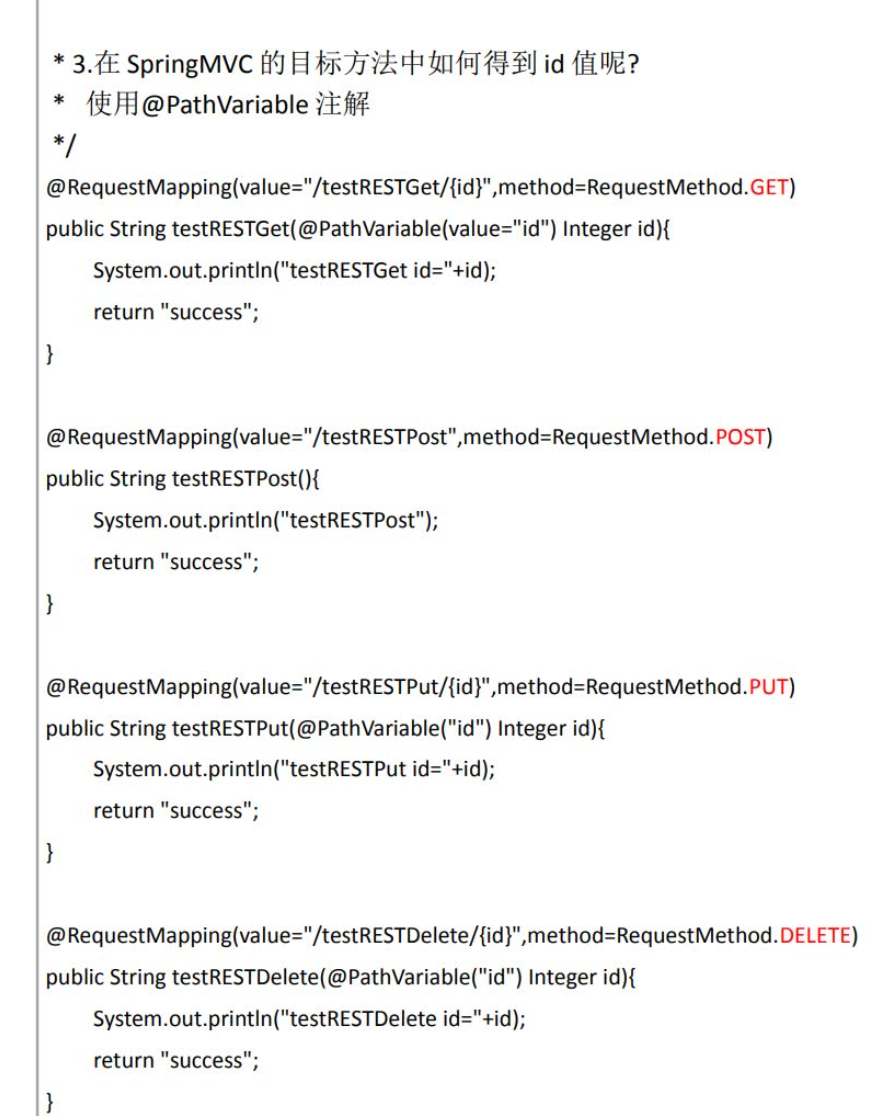 * 3.在 SpringMVC 的目标方法中如何得到 id 值呢?
* 使用@PathVariable 注解
*/
@RequestMapping(value="/testRESTGet/{id}",method=RequestMethod.GET)
public String testRESTGet(@PathVariable(value="id") Integer id){
System.out.println("testRESTGet id="+id);
return "success";
}
@RequestMapping(value="/testRESTPost",method=RequestMethod.POST)
public String testRESTPost(){
System.out.println("testRESTPost");
return "success";
}
@RequestMapping(value="/testRESTPut/{id}",method=RequestMethod.PUT)
public String testRESTPut(@PathVariable("id") Integer id){
System.out.println("testRESTPut id="+id);
return "success";
}
@RequestMapping(value="/testRESTDelete/{id}",method=RequestMethod.DELETE)
public String testRESTDelete(@PathVariable("id") Integer id){
System.out.println("testRESTDelete id="+id);
return "success";
}